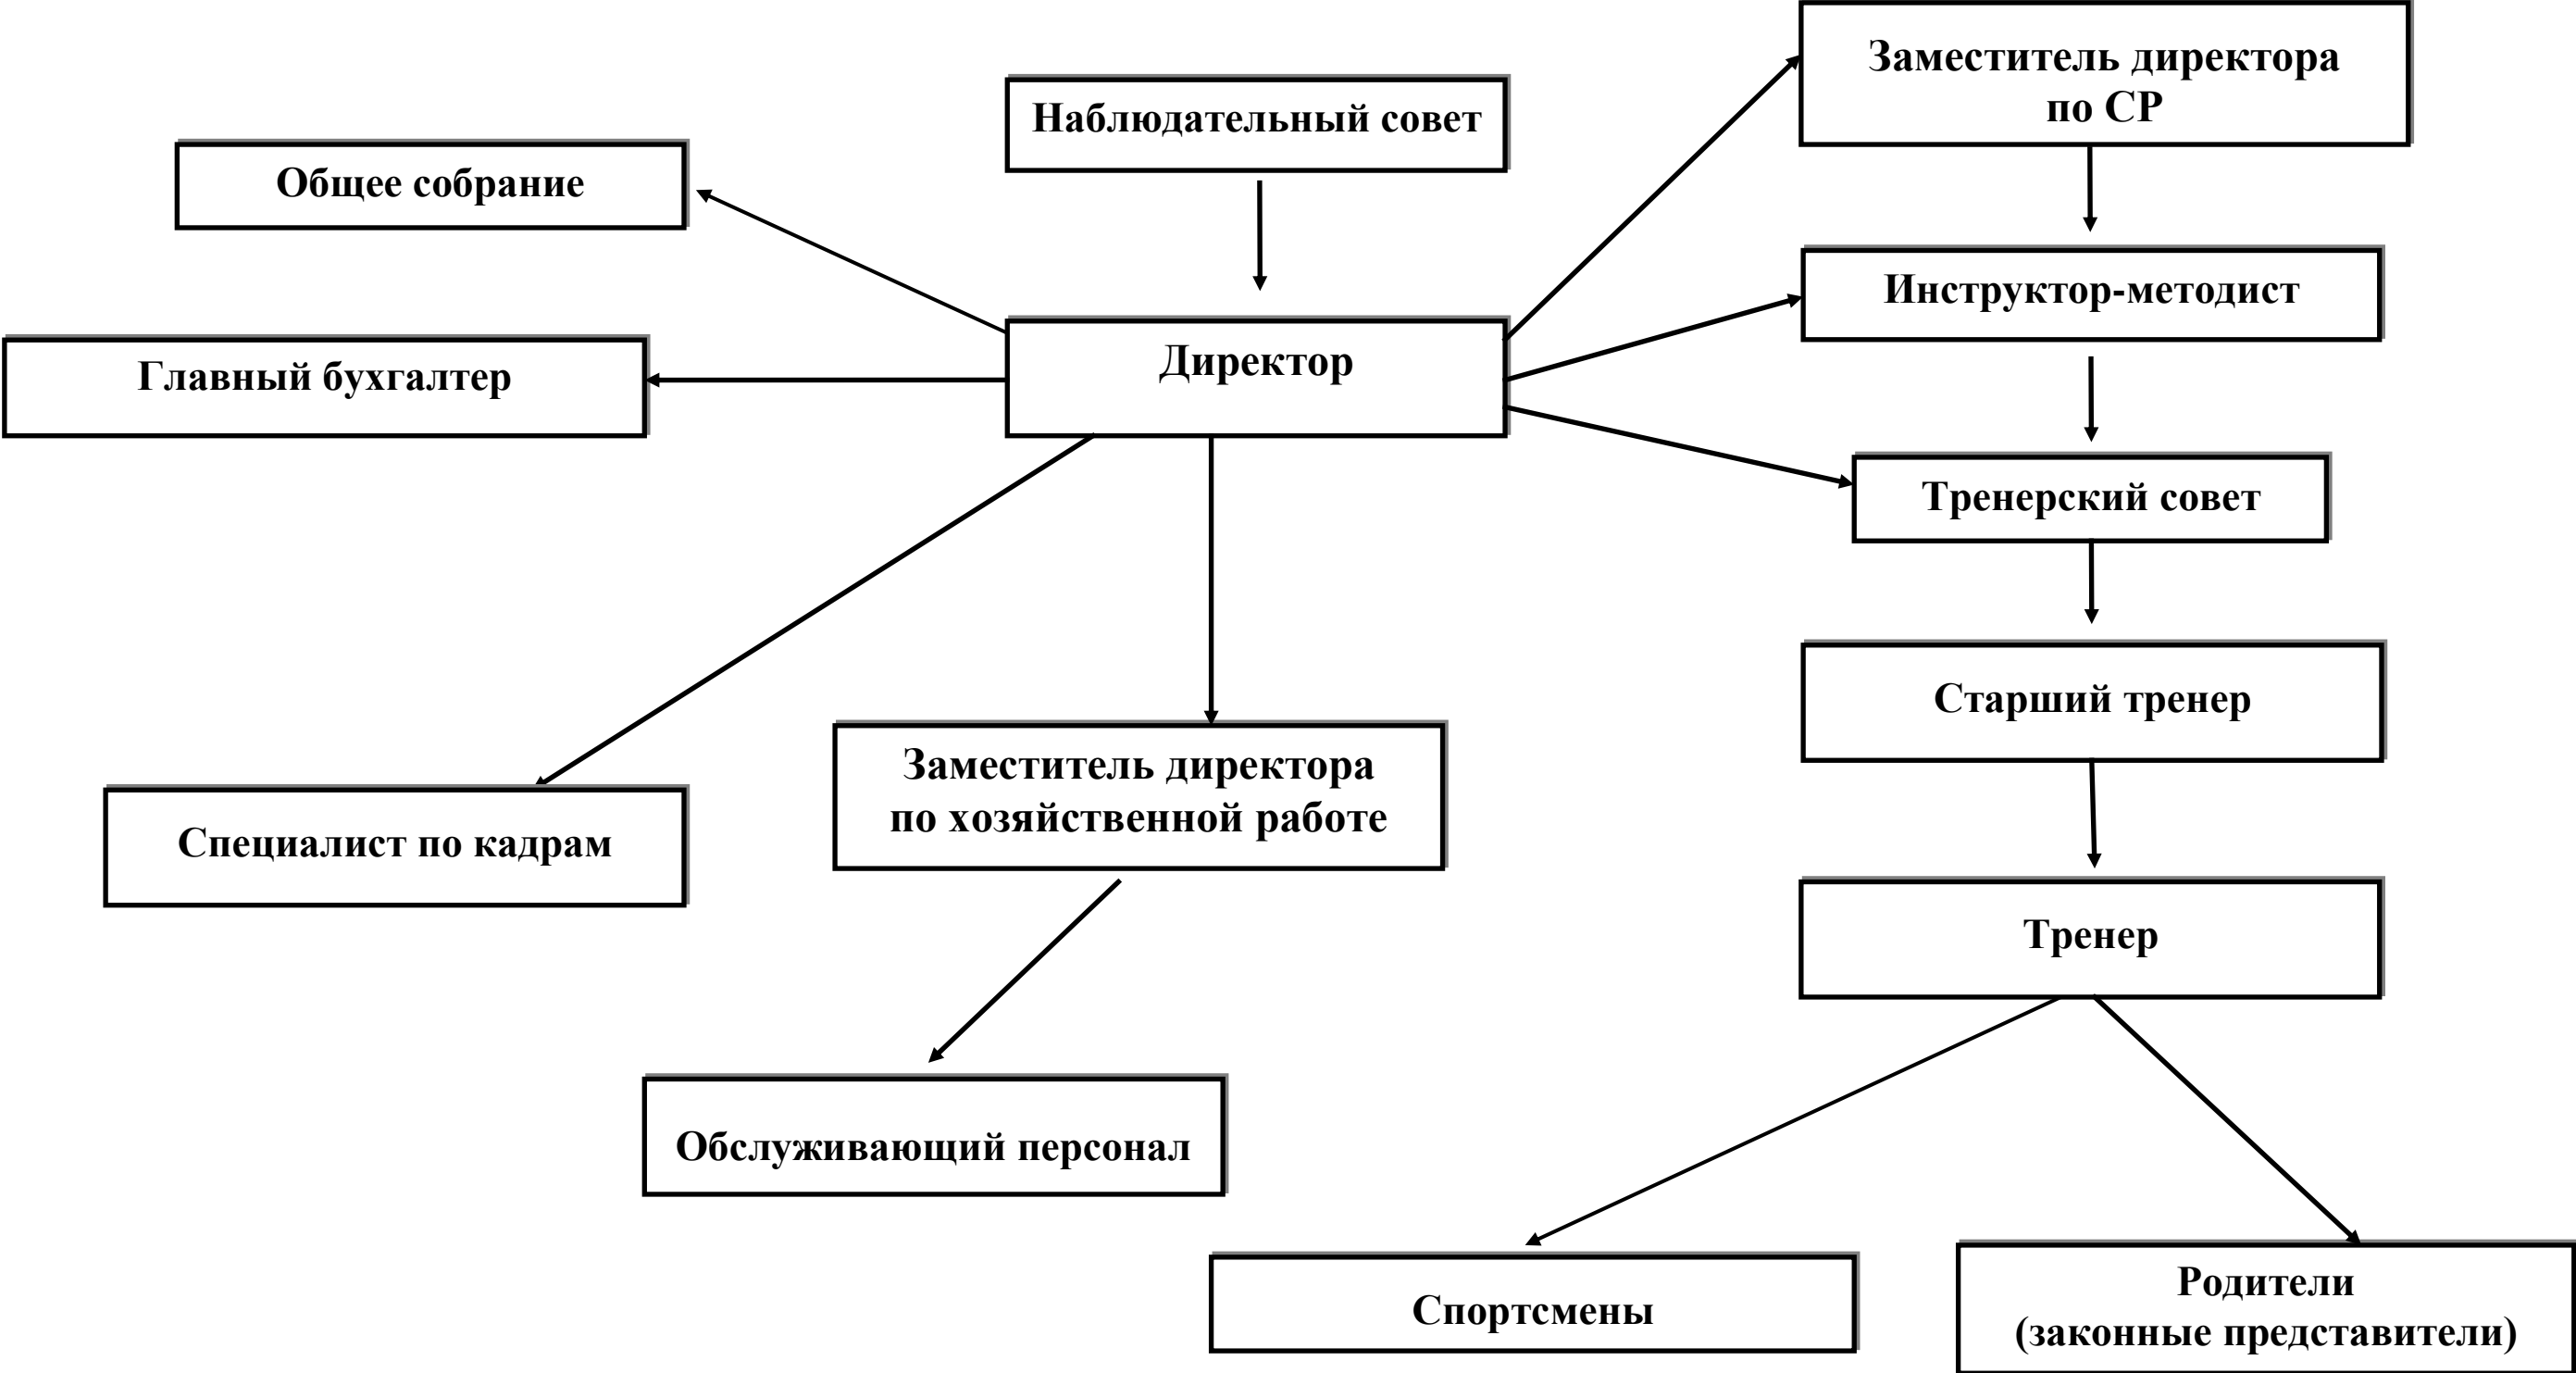 Заместитель директора
по СР
Наблюдательный совет
Общее собрание
Инструктор-методист
Директор
Главный бухгалтер
Тренерский совет
Старший тренер
Заместитель директора
по хозяйственной работе
Специалист по кадрам
Тренер
Обслуживающий персонал
Спортсмены
Родители
(законные представители)